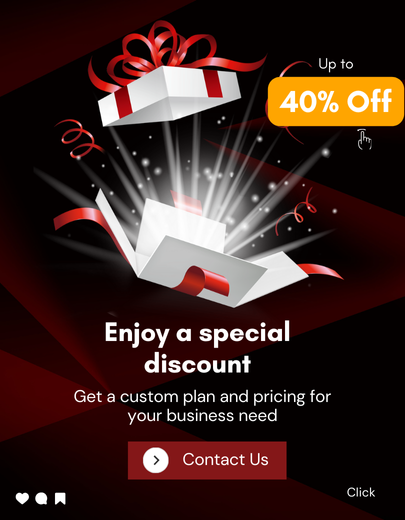 Up to
40% Off
Enjoy a special
discount
Get a custom plan and pricing for
your business need
Contact Us
Click